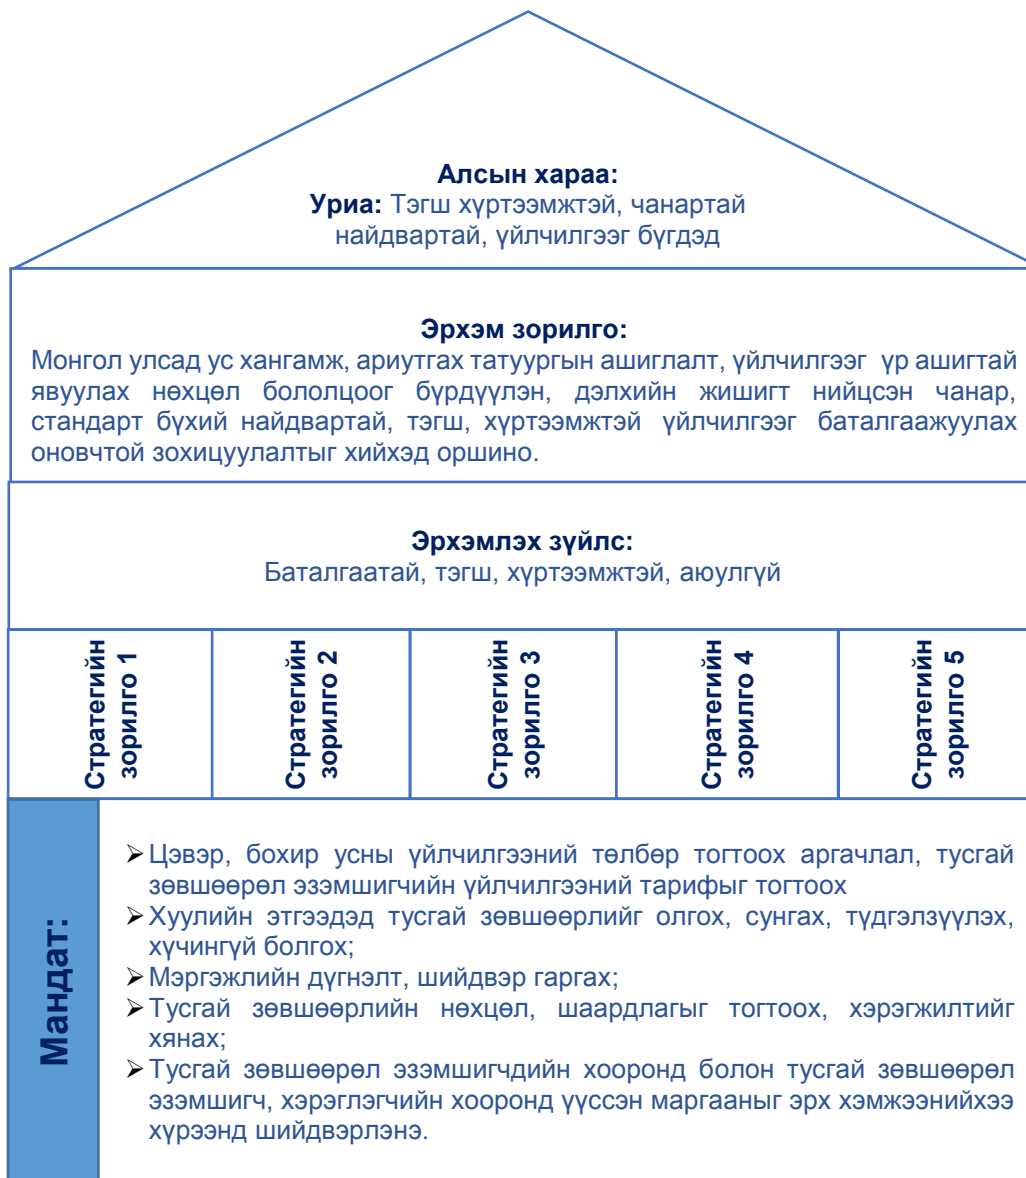 Алсын хараа:
Уриа: Тэгш хүртээмжтэй, чанартай
найдвартай, үйлчилгээг бүгдэд
Эрхэм зорилго:
Монгол улсад ус хангамж, ариутгах татуургын ашиглалт, үйлчилгээг үр ашигтай
явуулах нөхцөл бололцоог бүрдүүлэн, дэлхийн жишигт нийцсэн чанар,
стандарт бүхий найдвартай, тэгш, хүртээмжтэй үйлчилгээг баталгаажуулах
оновчтой зохицуулалтыг хийхэд оршино.
Эрхэмлэх зүйлс:
Баталгаатай, тэгш, хүртээмжтэй, аюулгүй
Стратегийн
зорилго 1
Стратегийн
зорилго 2
Стратегийн
зорилго 3
Стратегийн
зорилго 4
Стратегийн
зорилго 5
Мандат:
➢ Цэвэр, бохир усны үйлчилгээний төлбөр тогтоох аргачлал, тусгай
зөвшөөрөл эзэмшигчийн үйлчилгээний тарифыг тогтоох
➢ Хуулийн этгээдэд тусгай зөвшөөрлийг олгох, сунгах, түдгэлзүүлэх,
хүчингүй болгох;
➢ Мэргэжлийн дүгнэлт, шийдвэр гаргах;
➢ Тусгай зөвшөөрлийн нөхцөл, шаардлагыг тогтоох, хэрэгжилтийг
хянах;
➢ Тусгай зөвшөөрөл эзэмшигчдийн хооронд болон тусгай зөвшөөрөл
эзэмшигч, хэрэглэгчийн хооронд үүссэн маргааныг эрх хэмжээнийхээ
хүрээнд шийдвэрлэнэ.